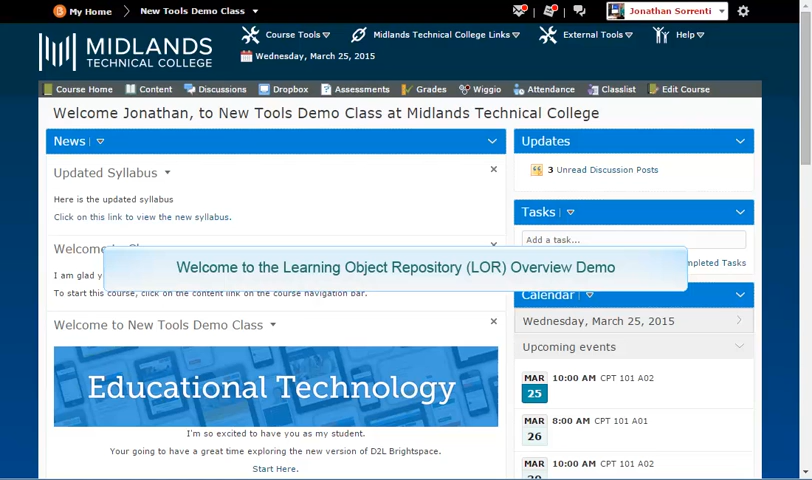 My Home
New Tools Demo Class
Jonathan Sorrenti
MIDLANDS
TECHNICAL COLLEGE
Course Tools
Midlands Technical College Links
External Tools
Help
Wednesday, March 25, 2015
Course Home
Content
Discussions
Dropbox
Assessments
Grades
Wiggio
Attendance
Classlist
Edit Course
Welcome Jonathan, to New Tools Demo Class at Midlands Technical College
News
Updated Syllabus
Here is the updated syllabus
Click on this link to view the new syllabus.
Welcome to
I am glad
To start this course, click on the content link on the course navigation bar.
Welcome to the Learning Object Repository (LOR) Overview Demo
Welcome to New Tools Demo Class
Educational Technology
I'm so excited to have you as my student.
Your going to have a great time exploring the new version of D2L Brightspace.
Start Here.
Updates
3 Unread Discussion Posts
Tasks
Add a task...
Tasks
Calendar
Wednesday, March 25, 2015
Upcoming events
MAR
25
10:00 AM CPT 101 A02
MAR
26
8:00 AM CPT 101 A01
MAR
10:00 AM CPT 101 A02